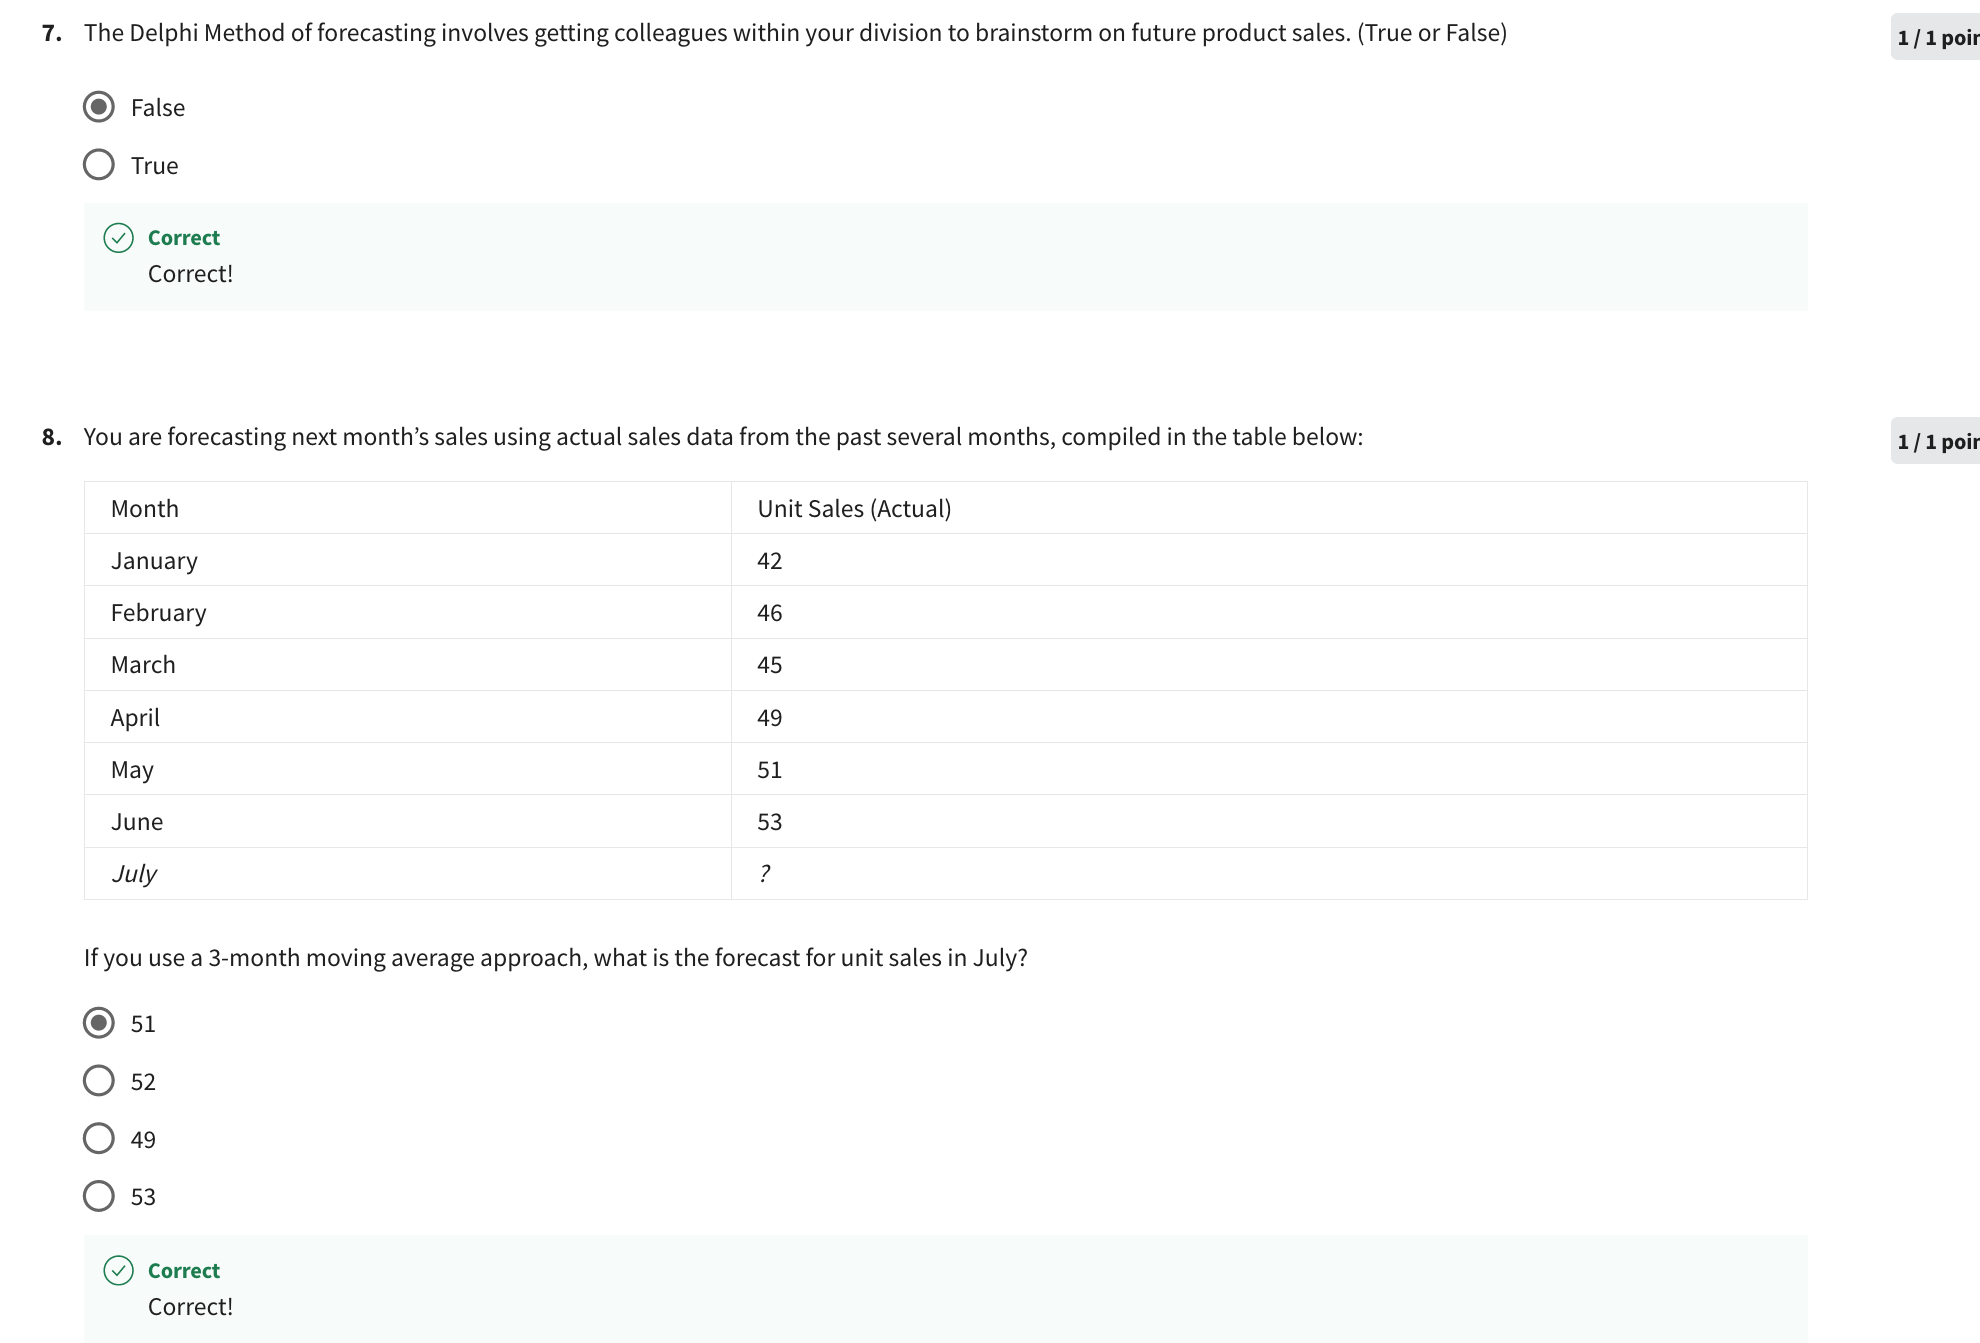 7. The Delphi Method of forecasting involves getting colleagues within your division to brainstorm on future product sales. (True or False)
1 / 1 poin
False
True
Correct
Correct!
8. You are forecasting next month’s sales using actual sales data from the past several months, compiled in the table below:
1 / 1 poin
Month Unit Sales (Actual)
January 42
February 46
March 45
April 49
May 51
June 53
July ?
If you use a 3-month moving average approach, what is the forecast for unit sales in July?
51
52
49
53
Correct
Correct!